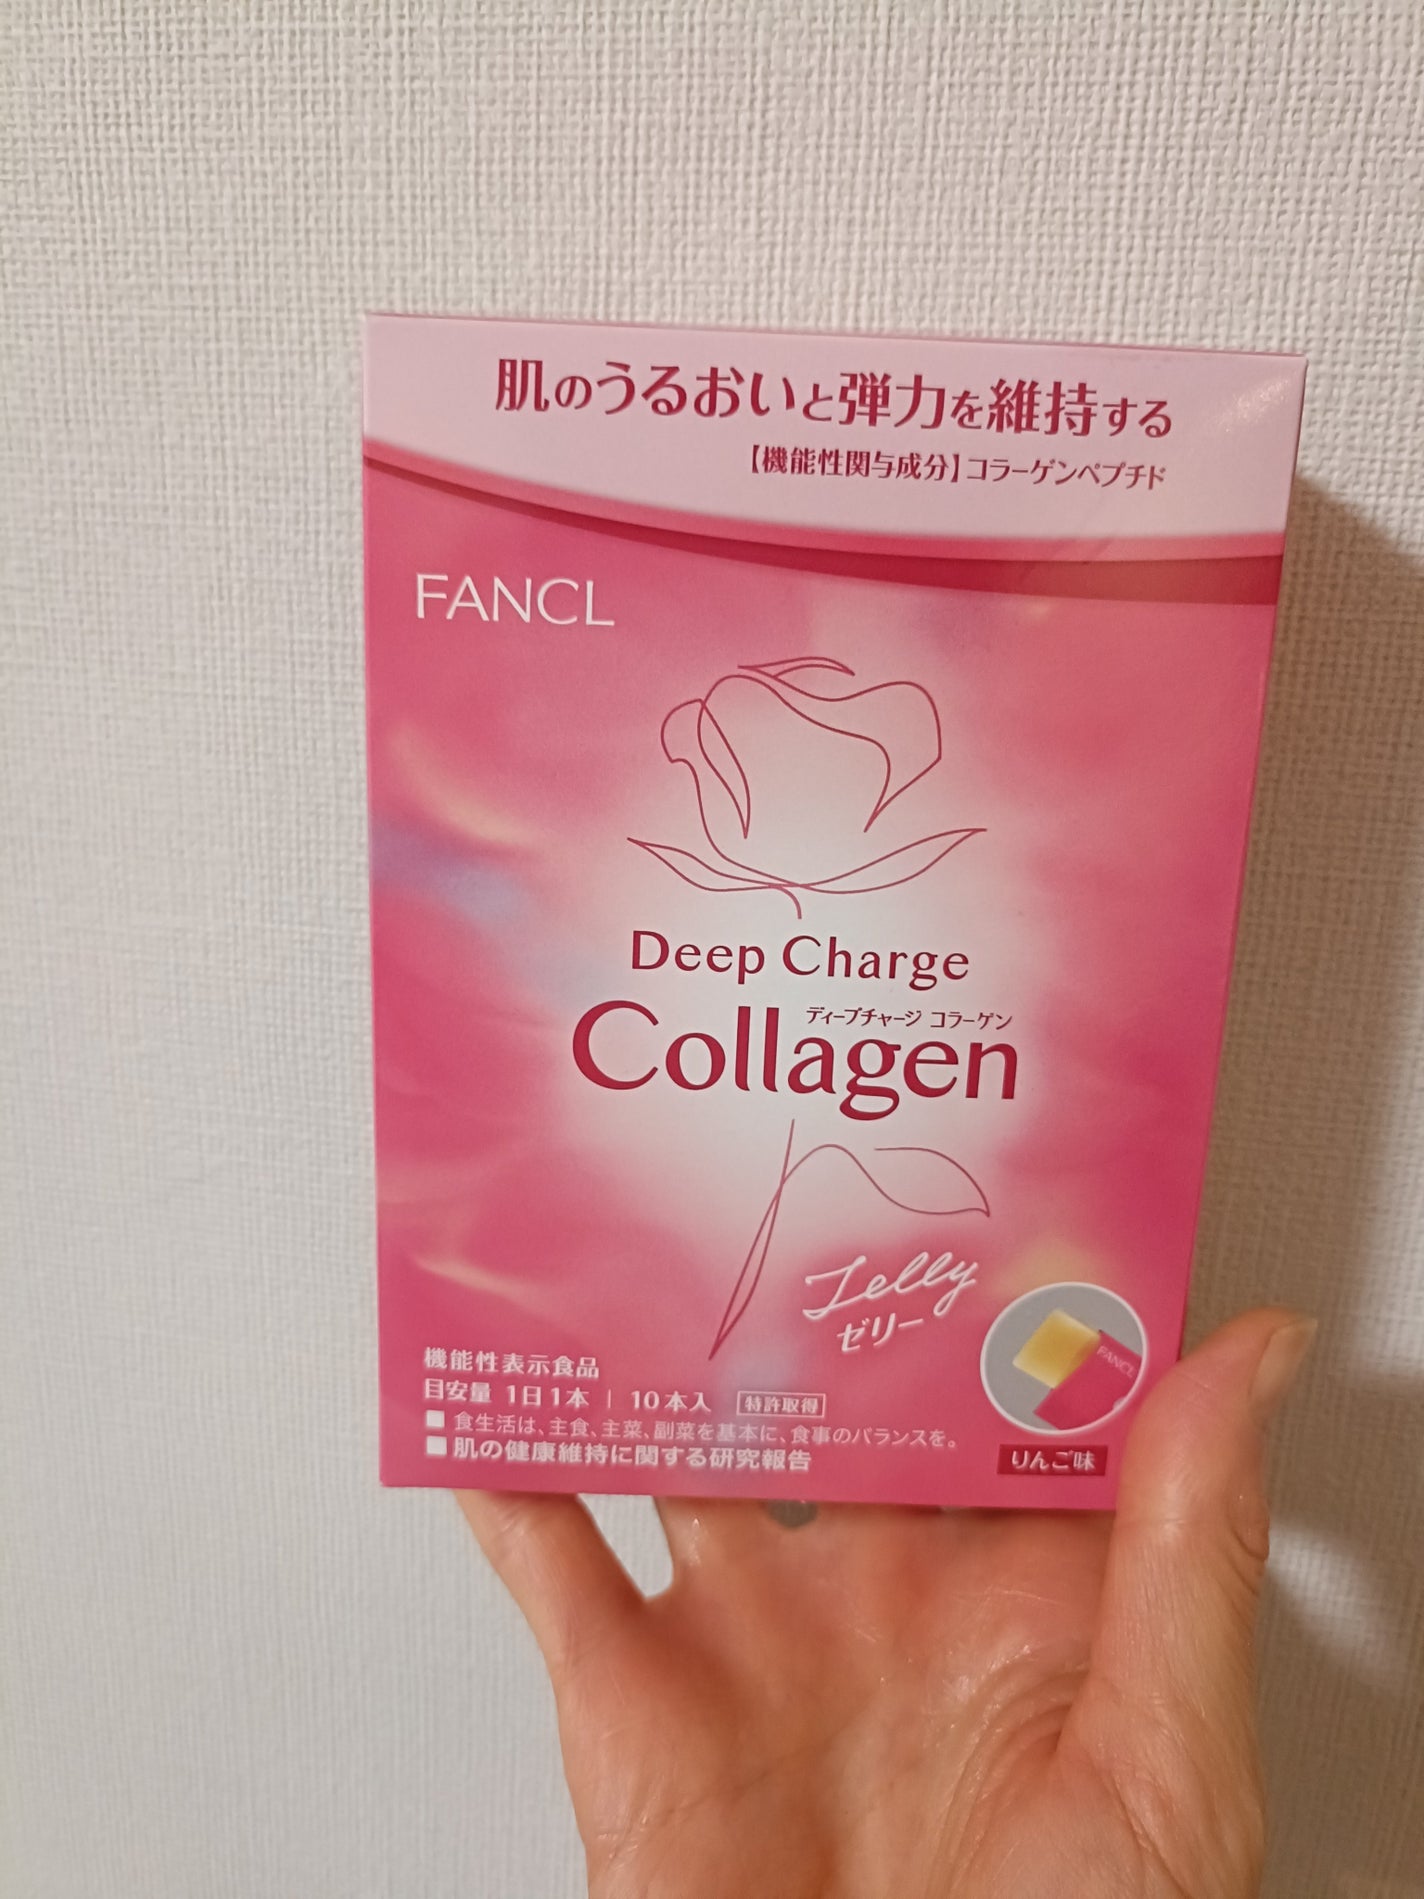 肌のうるおいと弾力を維持する
【機能性関与成分】コラーゲンペプチド
FANCL
Deep Charge
ディープチャージ コラーゲン
Collagen
Jelly
ゼリー
FANCL
りんご味
機能性表示食品
目安量 1日1本 | 10本入 特許取得
■ 食生活は、主食、主菜、副菜を基本に、食事のバランスを。
■ 肌の健康維持に関する研究報告